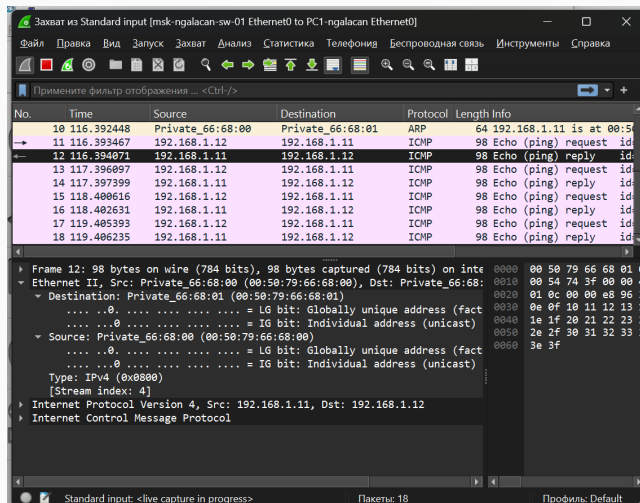 Захват из Standard input [msk-ngalacan-sw-01 Ethernet0 to PC1-ngalacan Ethernet0]
Файл Правка Вид Запуск Захват Анализ Статистика Телефония Беспроводная связь Инструменты Справка
Примените фильтр отображения ... <Ctrl-/>
No. Time Source Destination Protocol Length Info
10 116.392448 Private_66:68:00 Private_66:68:01 ARP 64 192.168.1.11 is at 00:50
11 116.393467 192.168.1.12 192.168.1.11 ICMP 98 Echo (ping) request id=
12 116.394071 192.168.1.11 192.168.1.12 ICMP 98 Echo (ping) reply id=
13 117.396097 192.168.1.12 192.168.1.11 ICMP 98 Echo (ping) request id=
14 117.397399 192.168.1.11 192.168.1.12 ICMP 98 Echo (ping) reply id=
15 118.400616 192.168.1.12 192.168.1.11 ICMP 98 Echo (ping) request id=
16 118.402631 192.168.1.11 192.168.1.12 ICMP 98 Echo (ping) reply id=
17 119.405393 192.168.1.12 192.168.1.11 ICMP 98 Echo (ping) request id=
18 119.406235 192.168.1.11 192.168.1.12 ICMP 98 Echo (ping) reply id=
Frame 12: 98 bytes on wire (784 bits), 98 bytes captured (784 bits) on inte
Ethernet II, Src: Private_66:68:00 (00:50:79:66:68:00), Dst: Private_66:68:
Destination: Private_66:68:01 (00:50:79:66:68:01)
.... ..0. .... .... .... .... = LG bit: Globally unique address (fact
.... ...0 .... .... .... .... = IG bit: Individual address (unicast)
Source: Private_66:68:00 (00:50:79:66:68:00)
.... ..0. .... .... .... .... = LG bit: Globally unique address (fact
.... ...0 .... .... .... .... = IG bit: Individual address (unicast)
Type: IPv4 (0x0800)
[Stream index: 4]
Internet Protocol Version 4, Src: 192.168.1.11, Dst: 192.168.1.12
Internet Control Message Protocol
0000 00 50 79 66 68 01
0010 00 54 74 3f 00 00
0020 01 0c 00 00 e8 96
0030 0e 0f 10 11 12 13
0040 1e 1f 20 21 22 23
0050 2e 2f 30 31 32 33
0060 3e 3f
Standard input: <live capture in progress> Пакеты: 18 Профиль: Default